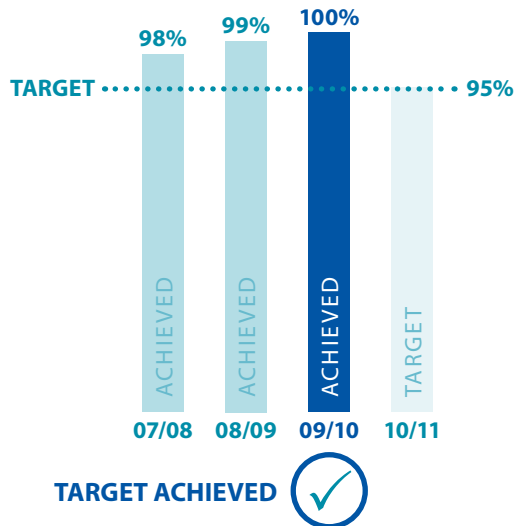 98%
99%
100%
TARGET 95%
ACHIEVED
ACHIEVED
ACHIEVED
TARGET
07/08 08/09 09/10 10/11
TARGET ACHIEVED